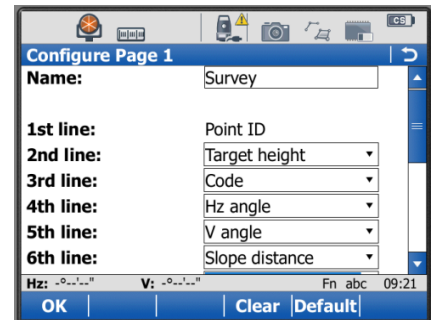 CS
Configure Page 1
Name: Survey
1st line: Point ID
2nd line: Target height
3rd line: Code
4th line: Hz angle
5th line: V angle
6th line: Slope distance
Hz: -°--'--" V: -°--'--" Fn abc 09:21
OK Clear Default